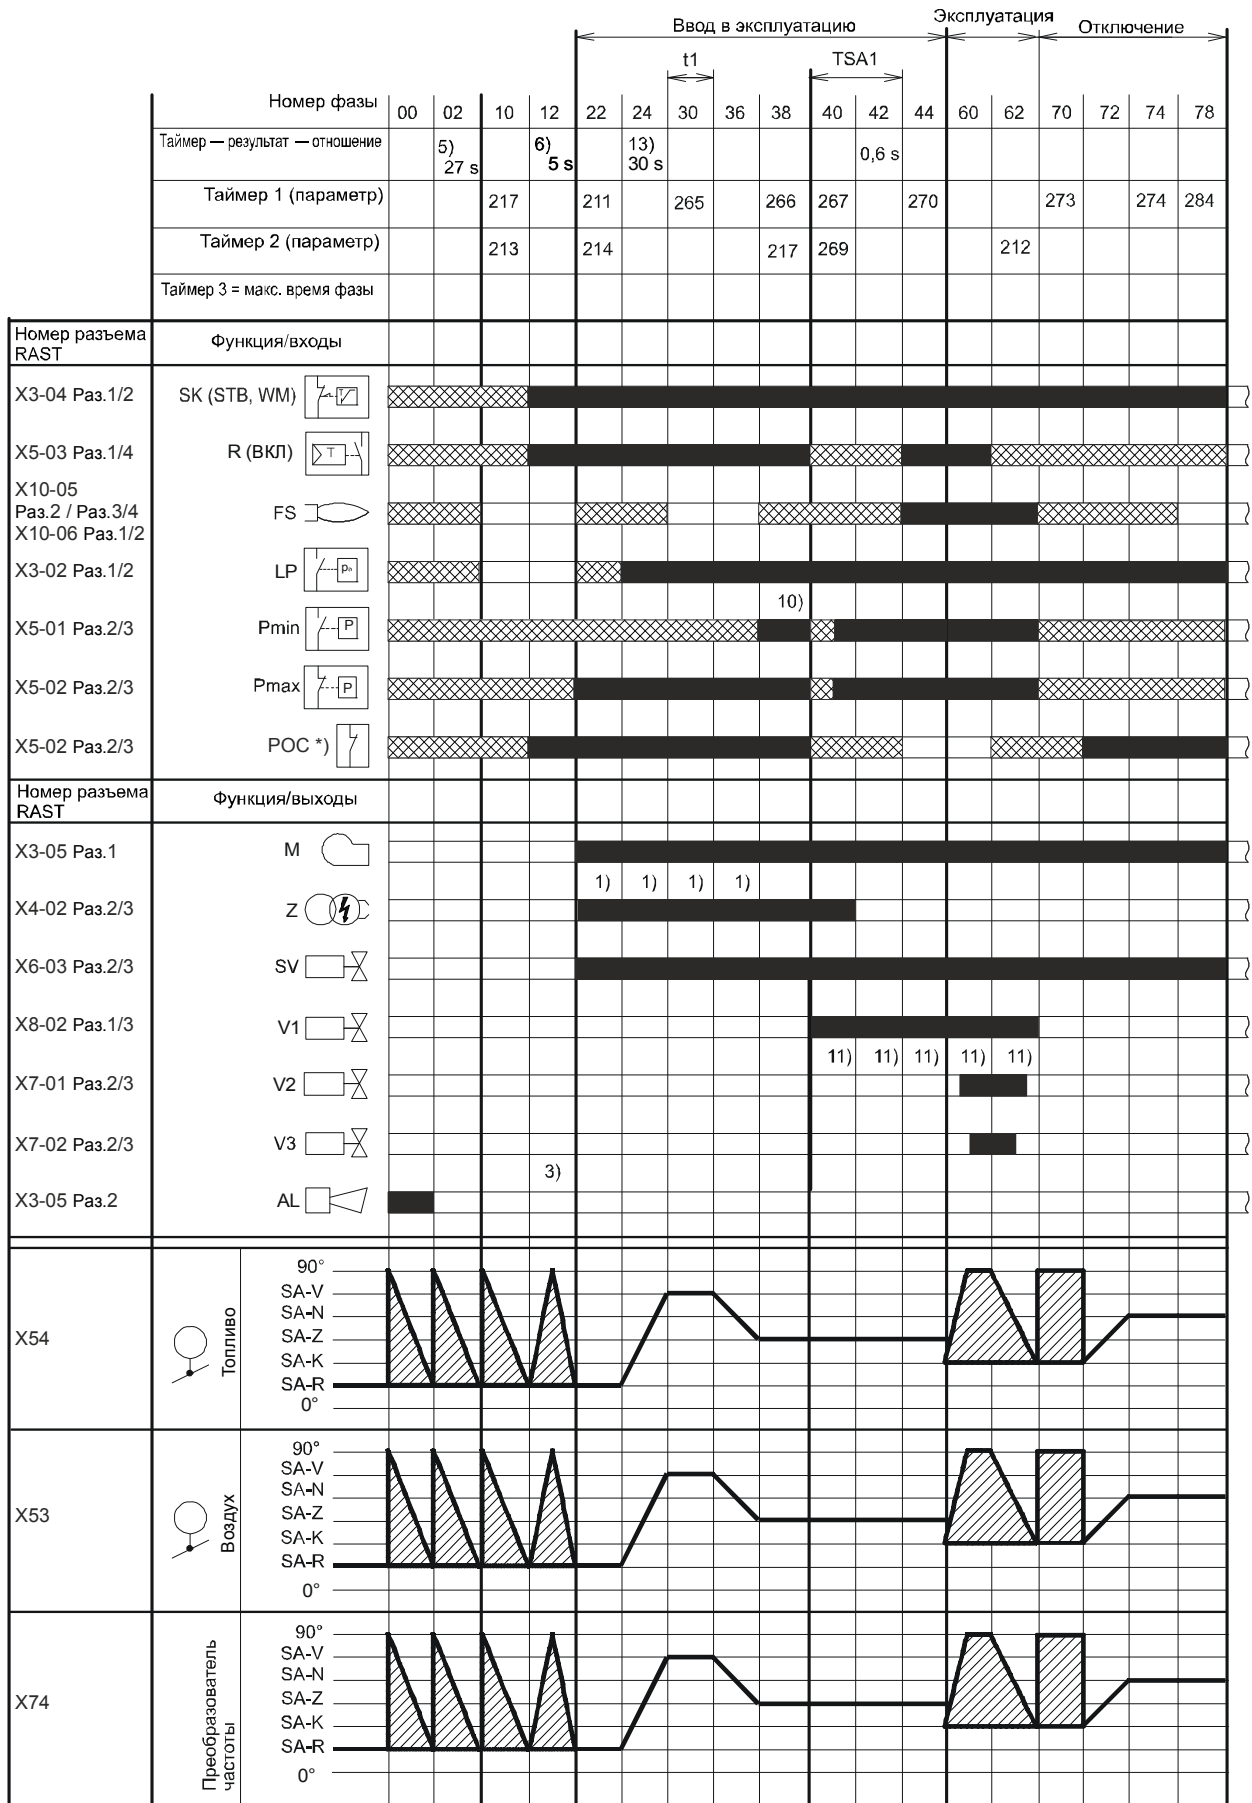 Ввод в эксплуатацию
Эксплуатация
Отключение
t1
TSA1
Номер фазы 00 02 10 12 22 24 30 36 38 40 42 44 60 62 70 72 74 78
Таймер — результат — отношение 5) 27 s 6) 5 s 13) 30 s 0,6 s
Таймер 1 (параметр) 217 211 265 266 267 270 273 274 284
Таймер 2 (параметр) 213 214 217 269 212
Таймер 3 = макс. время фазы
Номер разъема RAST Функция/входы
X3-04 Раз.1/2 SK (STB, WM)
X5-03 Раз.1/4 R (ВКЛ) T
X10-05
Раз.2 / Раз.3/4 FS
X10-06 Раз.1/2
X3-02 Раз.1/2 LP
10)
X5-01 Раз.2/3 Pmin P
X5-02 Раз.2/3 Pmax P
X5-02 Раз.2/3 POC *)
Номер разъема RAST Функция/выходы
X3-05 Раз.1 M
1) 1) 1) 1)
X4-02 Раз.2/3 Z
X6-03 Раз.2/3 SV
X8-02 Раз.1/3 V1
11) 11) 11) 11) 11)
X7-01 Раз.2/3 V2
X7-02 Раз.2/3 V3
3)
X3-05 Раз.2 AL
X54
Топливо
90°
SA-V
SA-N
SA-Z
SA-K
SA-R
0°
X53
Воздух
90°
SA-V
SA-N
SA-Z
SA-K
SA-R
0°
X74
Преобразователь
частоты
90°
SA-V
SA-N
SA-Z
SA-K
SA-R
0°